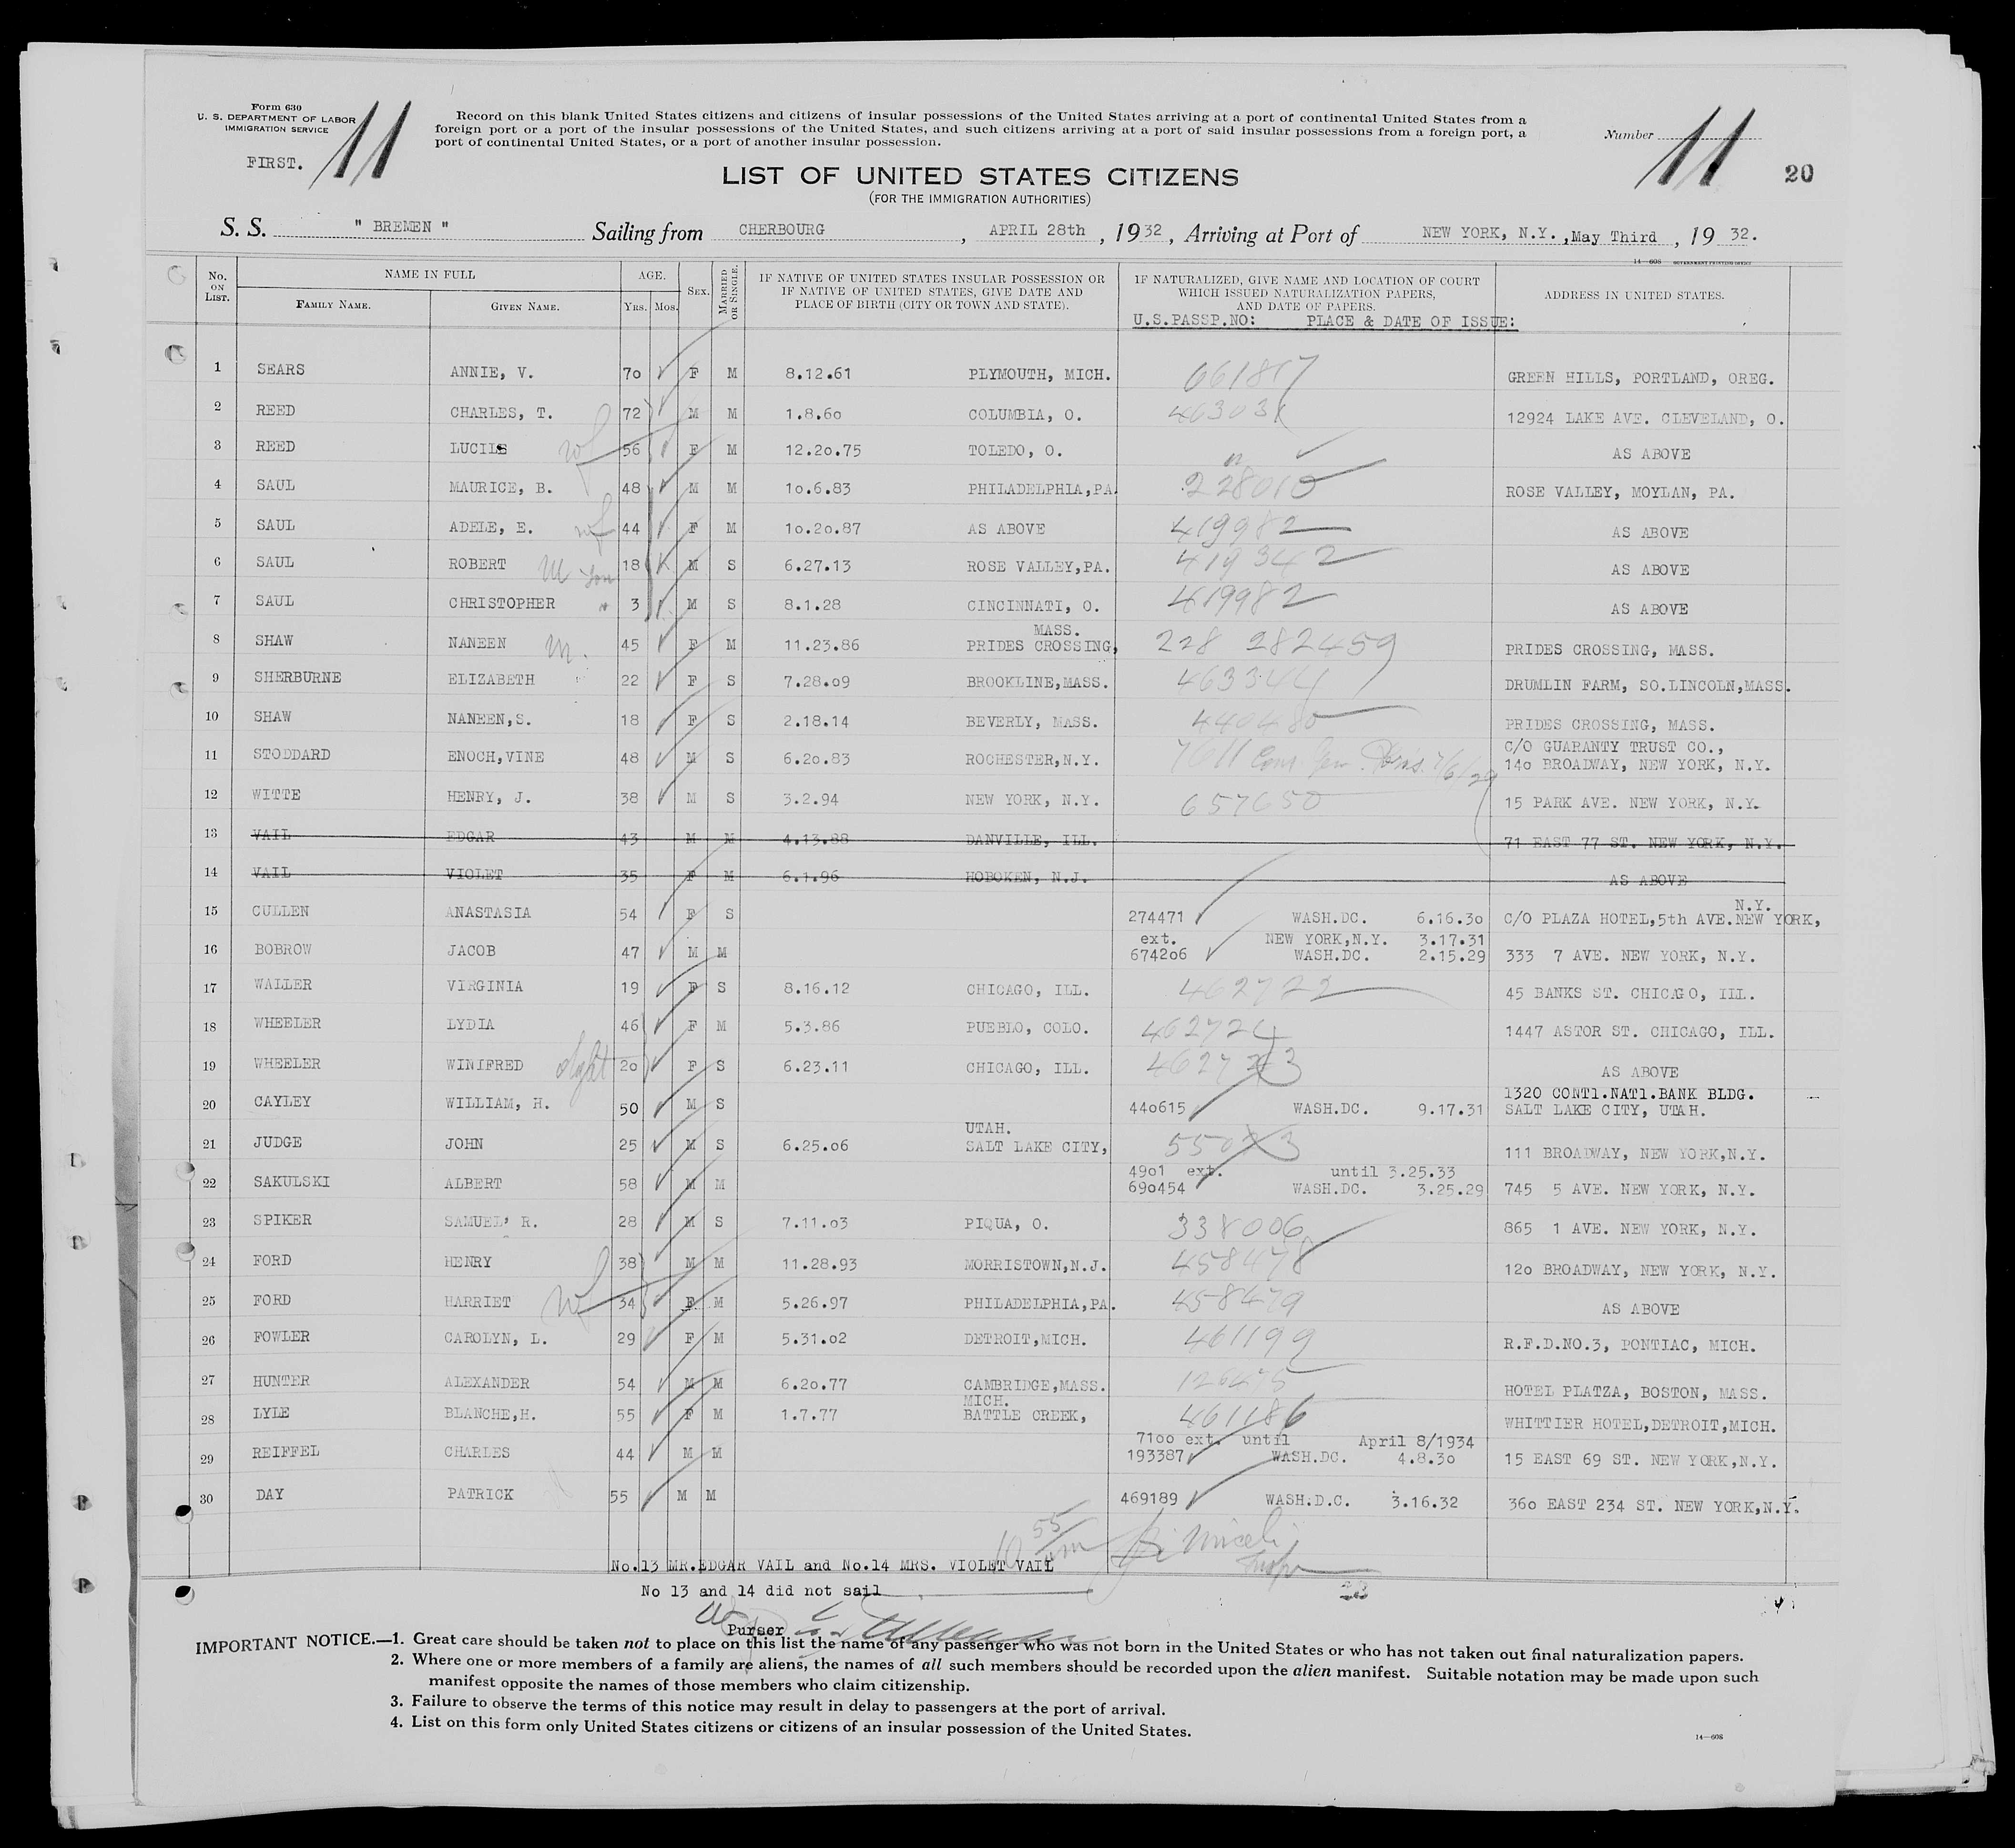 Form 630
U. S. DEPARTMENT OF LABOR
IMMIGRATION SERVICE
FIRST. 11
Record on this blank United States citizens and citizens of insular possessions of the United States arriving at a port of continental United States from a
foreign port or a port of the insular possessions of the United States, and such citizens arriving at a port of said insular possessions from a foreign port, a
port of continental United States, or a port of another insular possession.
Number 11 20
LIST OF UNITED STATES CITIZENS
(FOR THE IMMIGRATION AUTHORITIES)
S. S. " BREMEN " Sailing from CHERBOURG , APRIL 28th , 1932 , Arriving at Port of NEW YORK, N.Y. , May Third , 19 32.
14—608 GOVERNMENT PRINTING OFFICE
No. ON LIST. NAME IN FULL FAMILY NAME. GIVEN NAME. AGE. Yrs. Mos. SEX. MARRIED OR SINGLE. IF NATIVE OF UNITED STATES INSULAR POSSESSION OR IF NATIVE OF UNITED STATES, GIVE DATE AND PLACE OF BIRTH (CITY OR TOWN AND STATE). IF NATURALIZED, GIVE NAME AND LOCATION OF COURT WHICH ISSUED NATURALIZATION PAPERS, AND DATE OF PAPERS. ADDRESS IN UNITED STATES.
U.S.PASSP.NO: PLACE & DATE OF ISSUE:
1 SEARS ANNIE, V. 70 F M 8.12.61 PLYMOUTH, MICH. 661817 GREEN HILLS, PORTLAND, OREG.
2 REED CHARLES, T. 72 M M 1.8.60 COLUMBIA, O. 463031 12924 LAKE AVE. CLEVELAND, O.
3 REED LUCILE wf 56 F M 12.20.75 TOLEDO, O. AS ABOVE
4 SAUL MAURICE, B. 48 M M 10.6.83 PHILADELPHIA,PA. 228010 ROSE VALLEY, MOYLAN, PA.
5 SAUL ADELE, E. wf 44 F M 10.20.87 AS ABOVE 419982 AS ABOVE
6 SAUL ROBERT son 18 M S 6.27.13 ROSE VALLEY,PA. 419342 AS ABOVE
7 SAUL CHRISTOPHER 3 M S 8.1.28 CINCINNATI, O. 419982 AS ABOVE
MASS.
8 SHAW NANEEN m. 45 F M 11.23.86 PRIDES CROSSING, 228 282459 PRIDES CROSSING, MASS.
9 SHERBURNE ELIZABETH 22 F S 7.28.09 BROOKLINE,MASS. 463344 DRUMLIN FARM, SO.LINCOLN,MASS.
10 SHAW NANEEN,S. 18 F S 2.18.14 BEVERLY, MASS. 440480 PRIDES CROSSING, MASS.
C/O GUARANTY TRUST CO.,
11 STODDARD ENOCH,VINE 48 M S 6.20.83 ROCHESTER,N.Y. 7611 Cons. Gen. Paris 7/6/29 140 BROADWAY, NEW YORK, N.Y.
12 WITTE HENRY, J. 38 M S 3.2.94 NEW YORK, N.Y. 657650 15 PARK AVE. NEW YORK, N.Y.
13 VAIL EDGAR 43 M M 4.13.88 DANVILLE, ILL. 71 EAST 77 ST. NEW YORK, N.Y.
14 VAIL VIOLET 35 F M 6.1.96 HOBOKEN, N.J. AS ABOVE
N.Y.
15 CULLEN ANASTASIA 54 F S 274471 WASH.DC. 6.16.30 C/O PLAZA HOTEL,5th AVE.NEW YORK,
ext. NEW YORK,N.Y. 3.17.31
16 BOBROW JACOB 47 M M 674206 WASH.DC. 2.15.29 333 7 AVE. NEW YORK, N.Y.
17 WALLER VIRGINIA 19 F S 8.16.12 CHICAGO, ILL. 462722 45 BANKS ST. CHICAGO, ILL.
18 WHEELER LYDIA 46 F M 5.3.86 PUEBLO, COLO. 462724 1447 ASTOR ST. CHICAGO, ILL.
19 WHEELER WINIFRED 20 F S 6.23.11 CHICAGO, ILL. AS ABOVE
1320 CONTl.NATl.BANK BLDG.
20 CAYLEY WILLIAM, H. 50 M S 440615 WASH.DC. 9.17.31 SALT LAKE CITY, UTAH.
UTAH.
21 JUDGE JOHN 25 M S 6.25.06 SALT LAKE CITY, 111 BROADWAY, NEW YORK,N.Y.
4901 ext. until 3.25.33
22 SAKULSKI ALBERT 58 M M 690454 WASH.DC. 3.25.29 745 5 AVE. NEW YORK, N.Y.
23 SPIKER SAMUEL R. 28 M S 7.11.03 PIQUA, O. 338006 865 1 AVE. NEW YORK, N.Y.
24 FORD HENRY 38 M M 11.28.93 MORRISTOWN,N.J. 458478 120 BROADWAY, NEW YORK, N.Y.
25 FORD HARRIET wf 34 F M 5.26.97 PHILADELPHIA,PA. 458479 AS ABOVE
26 FOWLER CAROLYN, L. 29 F M 5.31.02 DETROIT,MICH. 461199 R.F.D.NO.3, PONTIAC, MICH.
27 HUNTER ALEXANDER 54 M M 6.20.77 CAMBRIDGE,MASS. 126475 HOTEL PLATZA, BOSTON, MASS.
MICH.
28 LYLE BLANCHE,H. 55 F M 1.7.77 BATTLE CREEK, 461186 WHITTIER HOTEL,DETROIT,MICH.
7100 ext. until April 8/1934
29 REIFFEL CHARLES 44 M M 193387 WASH.DC. 4.8.30 15 EAST 69 ST. NEW YORK,N.Y.
30 DAY PATRICK 55 M M 469189 WASH.D.C. 3.16.32 360 EAST 234 ST. NEW YORK,N.Y.
No.13 MR.EDGAR VAIL and No.14 MRS. VIOLET VAIL
No 13 and 14 did not sail
28
Purser
IMPORTANT NOTICE.—1. Great care should be taken not to place on this list the name of any passenger who was not born in the United States or who has not taken out final naturalization papers.
2. Where one or more members of a family are aliens, the names of all such members should be recorded upon the alien manifest. Suitable notation may be made upon such
manifest opposite the names of those members who claim citizenship.
3. Failure to observe the terms of this notice may result in delay to passengers at the port of arrival.
4. List on this form only United States citizens or citizens of an insular possession of the United States.
14—608